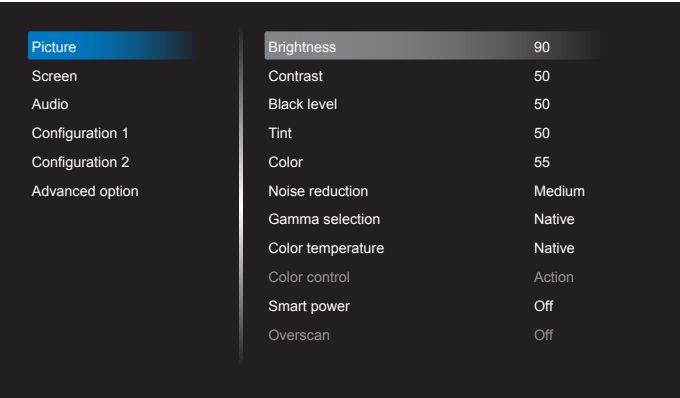 Picture
Screen
Audio
Configuration 1
Configuration 2
Advanced option
Brightness 90
Contrast 50
Black level 50
Tint 50
Color 55
Noise reduction Medium
Gamma selection Native
Color temperature Native
Color control Action
Smart power Off
Overscan Off